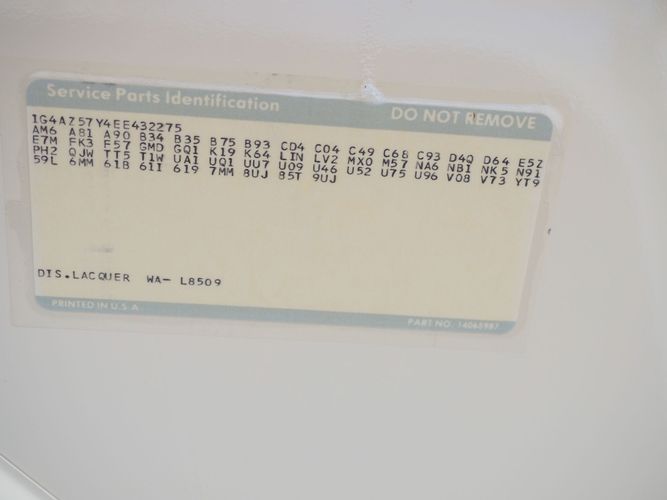 Service Parts Identification DO NOT REMOVE
1G4AZ57Y4EE432275
AM6 A81 A90 B34 B35 B75 B93 CD4 C04 C49 C68 C93 D4Q D64 E5Z
E7M FK3 F57 GMD GQ1 K19 K64 LIN LV2 MX0 M57 NA6 NB1 NK5 N91
PH2 QJW TT5 T1W UA1 UQ1 UU7 U09 U46 U52 U75 U96 V08 V73 YT9
59L 6MM 61B 61I 619 7MM 8UJ 85T 9UJ
DIS.LACQUER WA- L8509
PRINTED IN U.S.A. PART NO. 14065987